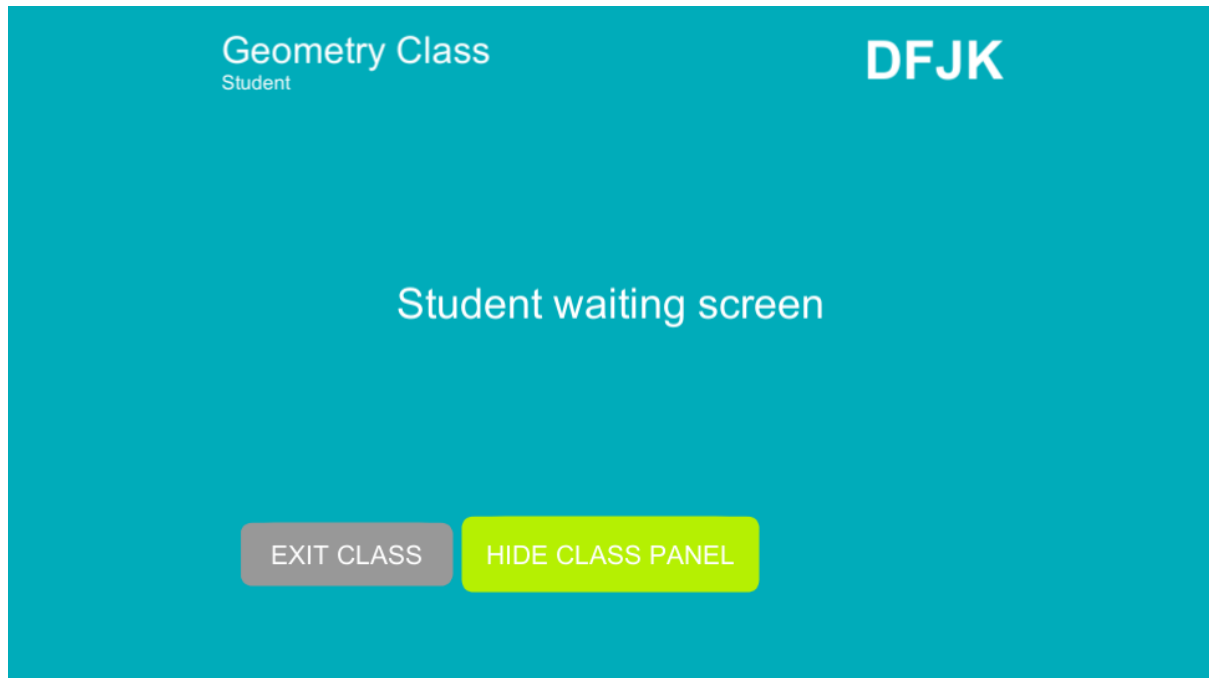 Geometry Class
Student
DFJK
Student waiting screen
EXIT CLASS
HIDE CLASS PANEL